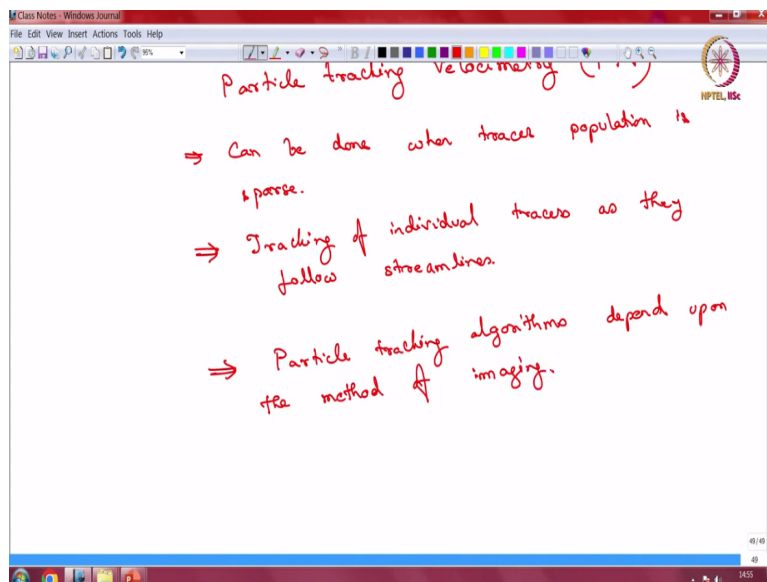 Class Notes - Windows Journal
File Edit View Insert Actions Tools Help
95%
NPTEL, IISc
Particle tracking Velocimetry
⇒ Can be done when tracer population is
sparse.
⇒ Tracking of individual tracers as they
follow streamlines.
⇒ Particle tracking algorithms depend upon
the method of imaging.
49/49
49
1455